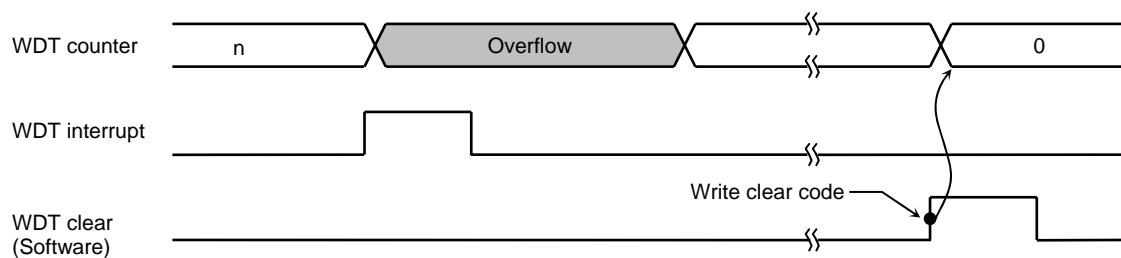 WDT counter
n
Overflow
0
WDT interrupt
Write clear code
WDT clear
(Software)